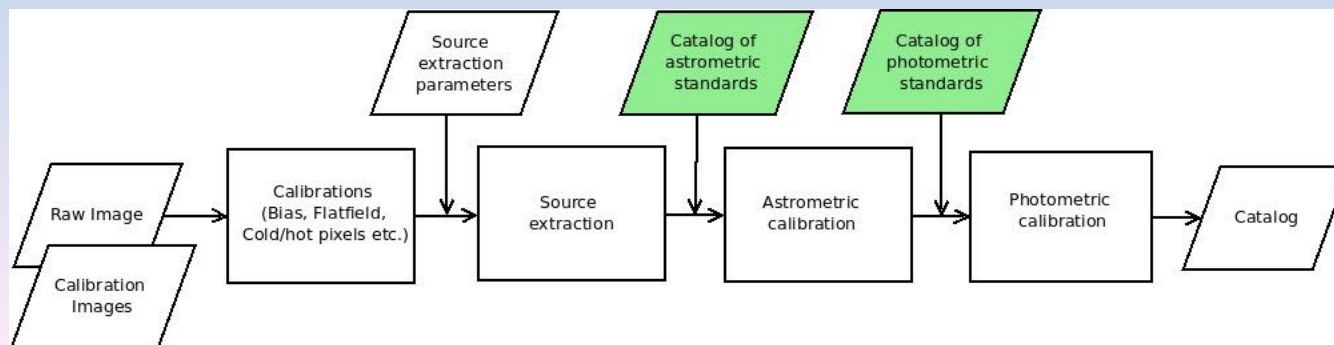 Source
extraction
parameters
Catalog of
astrometric
standards
Catalog of
photometric
standards
Raw Image
Calibration
Images
Calibrations
(Bias, Flatfield,
Cold/hot pixels etc.)
Source
extraction
Astrometric
calibration
Photometric
calibration
Catalog